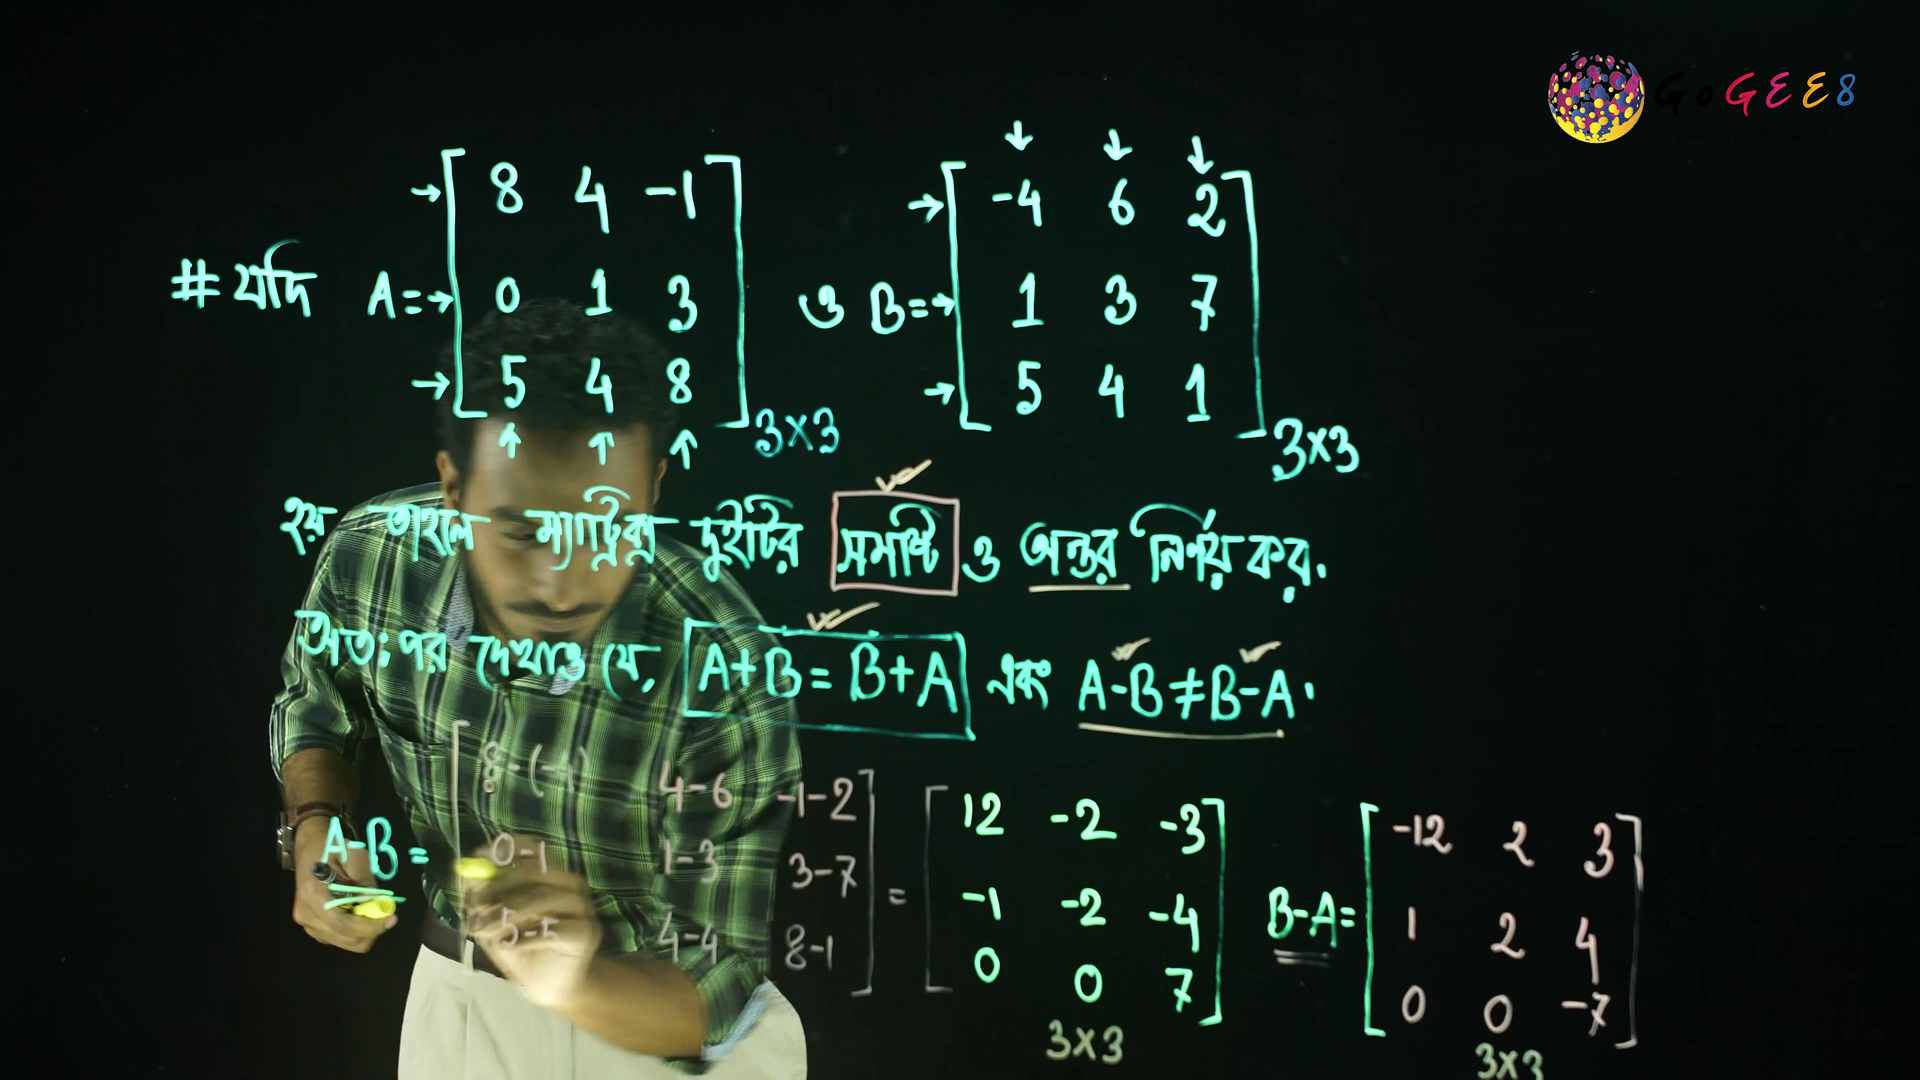 GoGEE8
# যদি A = [ 8 4 -1 ও B = [ -4 6 2
0 1 3 1 3 7
5 4 8 ] 3×3 5 4 1 ] 3×3
হয় তাহলে ম্যাট্রিক্স দুইটির সমষ্টি ও অন্তর নির্ণয় কর.
অত:পর দেখাও যে, A+B = B+A এবং A-B ≠ B-A.
A-B = [ 8-(-4) 4-6 -1-2 = [ 12 -2 -3 B-A = [ -12 2 3
0-1 1-3 3-7 -1 -2 -4 1 2 4
5-5 4-4 8-1 ] 0 0 7 ] 0 0 -7 ]
3×3 3×3